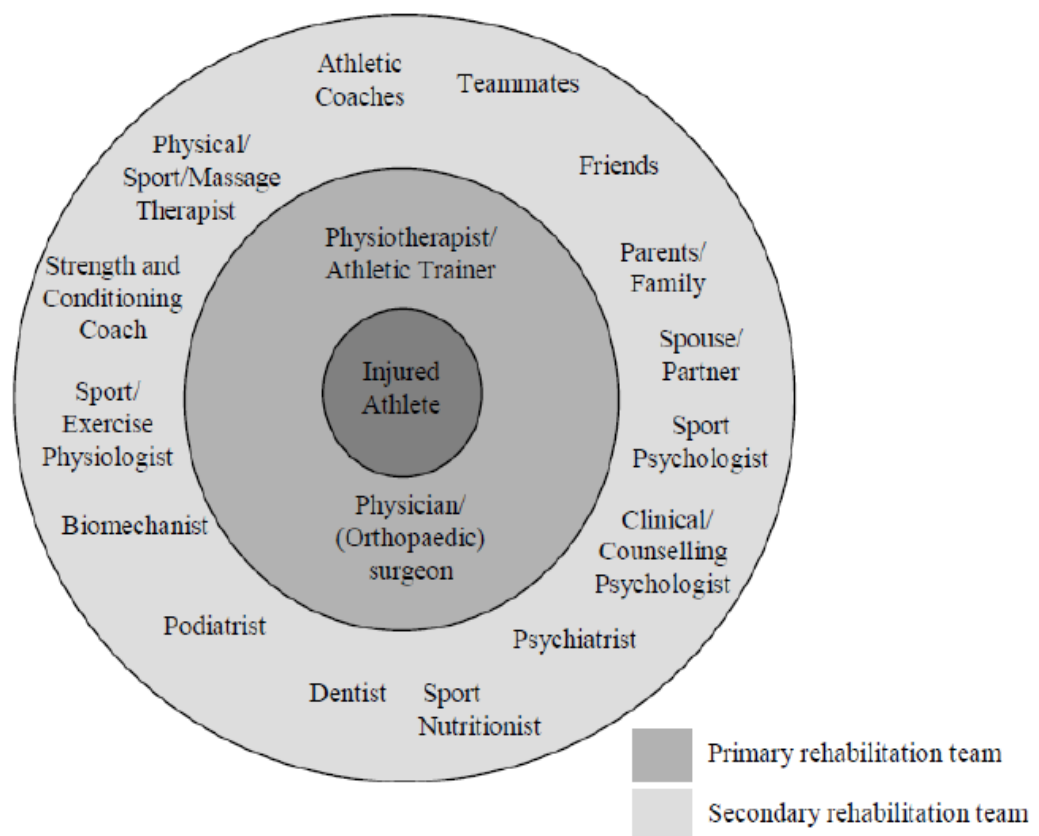 Athletic
Coaches
Teammates
Physical/
Sport/Massage
Therapist
Friends
Physiotherapist/
Athletic Trainer
Strength and
Conditioning
Coach
Parents/
Family
Injured
Athlete
Spouse/
Partner
Sport/
Exercise
Physiologist
Sport
Psychologist
Physician/
(Orthopaedic)
surgeon
Biomechanist
Clinical/
Counselling
Psychologist
Podiatrist
Psychiatrist
Dentist
Sport
Nutritionist
Primary rehabilitation team
Secondary rehabilitation team